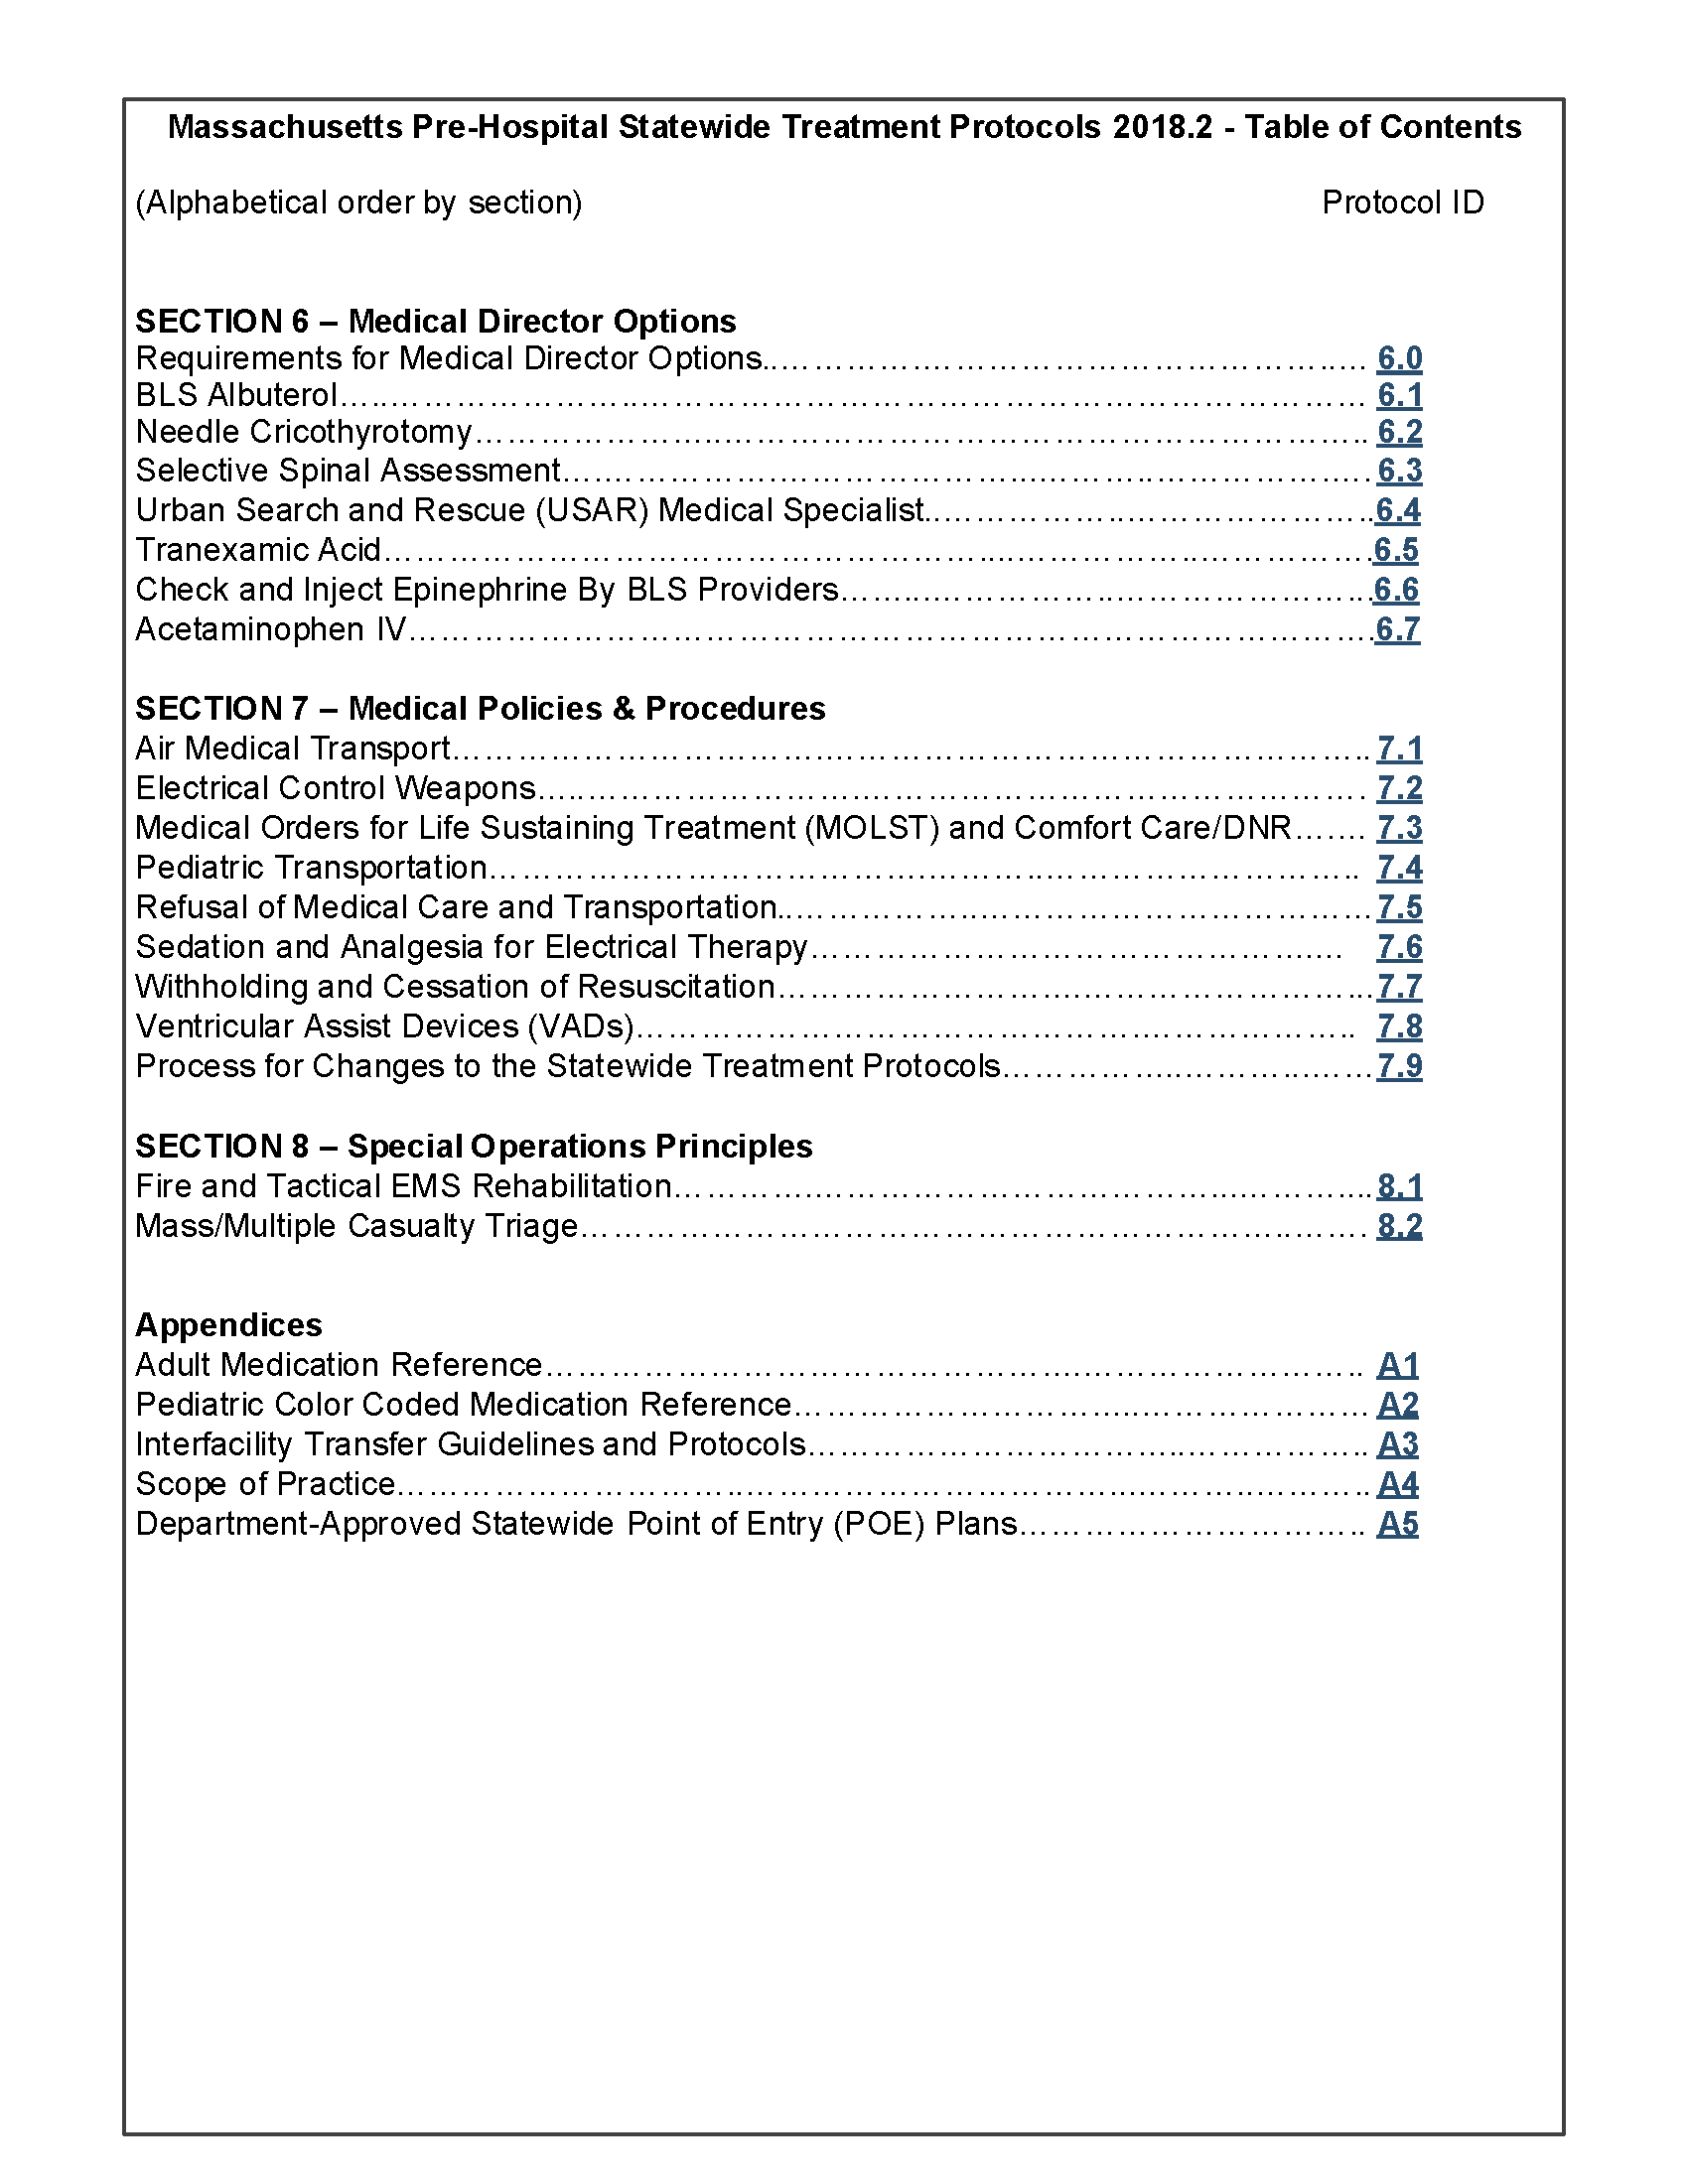 Massachusetts Pre-Hospital Statewide Treatment Protocols 2018.2 - Table of Contents
(Alphabetical order by section) Protocol ID
SECTION 6 – Medical Director Options
Requirements for Medical Director Options..……………………………………………….… 6.0
BLS Albuterol…..…………………..………………………………………………………… 6.1
Needle Cricothyrotomy…………………..………………………………………………….. 6.2
Selective Spinal Assessment….…………….……………………..………..…………….… 6.3
Urban Search and Rescue (USAR) Medical Specialist..……………..…………………..6.4
Tranexamic Acid…………………………………..………………..……………….6.5
Check and Inject Epinephrine By BLS Providers……..……………..…………………...6.6
Acetaminophen IV…………………………………………………………………………….6.7
SECTION 7 – Medical Policies & Procedures
Air Medical Transport……………………………….…………………………………….. 7.1
Electrical Control Weapons…..……………………….………………………………………. 7.2
Medical Orders for Life Sustaining Treatment (MOLST) and Comfort Care/DNR……. 7.3
Pediatric Transportation………………………………….………..……………………….. 7.4
Refusal of Medical Care and Transportation..……………..……………………………… 7.5
Sedation and Analgesia for Electrical Therapy……………………………………….… 7.6
Withholding and Cessation of Resuscitation……………………….……………………...7.7
Ventricular Assist Devices (VADs)……………………………………….……………….. 7.8
Process for Changes to the Statewide Treatment Protocols……………..………..…… 7.9
SECTION 8 – Special Operations Principles
Fire and Tactical EMS Rehabilitation………….……………………………..………....8.1
Mass/Multiple Casualty Triage…………………………………………………………..……. 8.2
Appendices
Adult Medication Reference……………………………………………….…………………….. A1
Pediatric Color Coded Medication Reference…………………………..………………… A2
Interfacility Transfer Guidelines and Protocols……………………………..…………….. A3
Scope of Practice…………………………..……………………………..………..……….. A4
Department-Approved Statewide Point of Entry (POE) Plans………………………….. A5